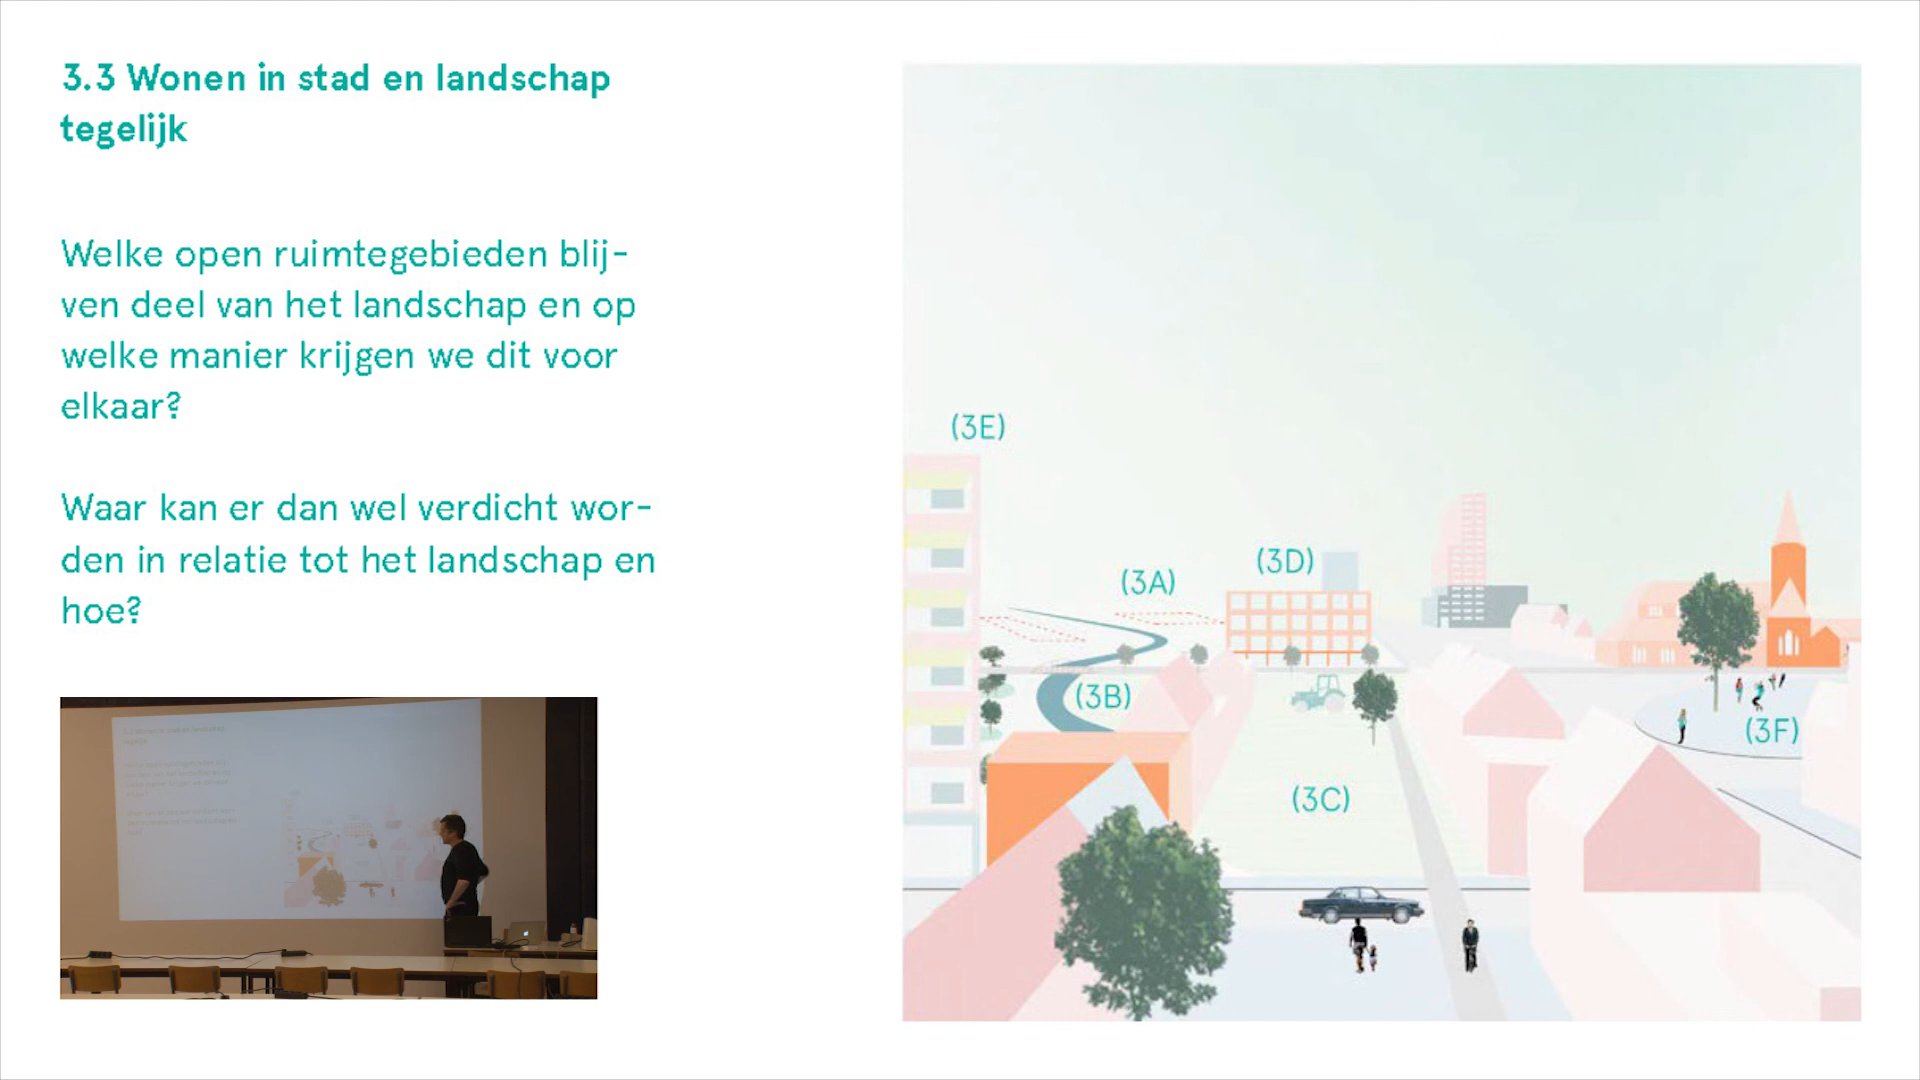 3.3 Wonen in stad en landschap
tegelijk
Welke open ruimtegebieden blij-
ven deel van het landschap en op
welke manier krijgen we dit voor
elkaar?
Waar kan er dan wel verdicht wor-
den in relatie tot het landschap en
hoe?
(3E)
(3D)
(3A)
(3B)
(3F)
(3C)